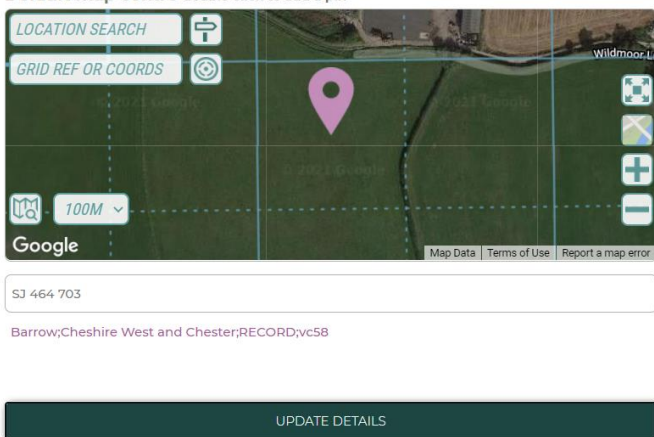 LOCATION SEARCH
GRID REF OR COORDS
Wildmoor L
© 2021 Google
© 2021 Google
© 2021 Google
100M
Google
Map Data
Terms of Use
Report a map error
SJ 464 703
Barrow;Cheshire West and Chester;RECORD;vc58
UPDATE DETAILS